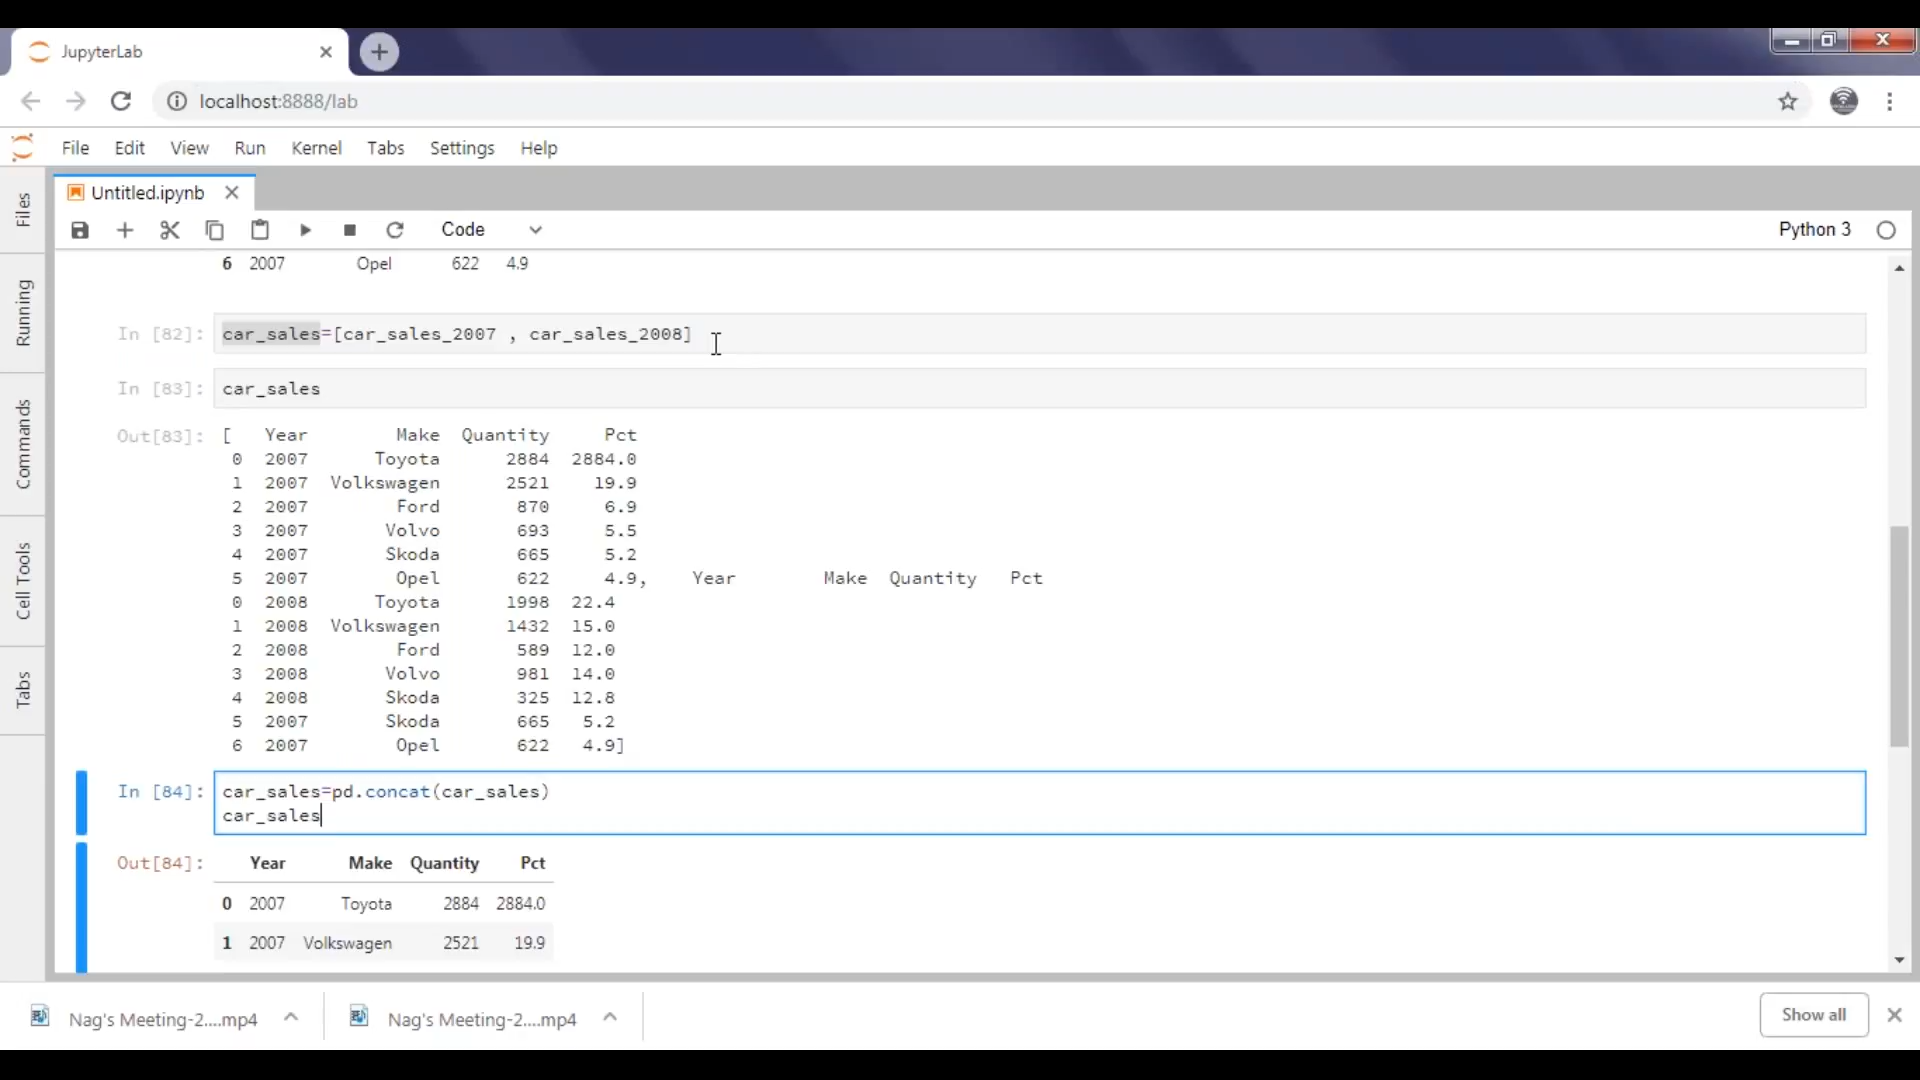 JupyterLab
localhost:8888/lab
File Edit View Run Kernel Tabs Settings Help
Untitled.ipynb
Code
Python 3
Files
Running
Commands
Cell Tools
Tabs
6 2007 Opel 622 4.9
In [82]: car_sales=[car_sales_2007 , car_sales_2008]
In [83]: car_sales
Out[83]: [ Year Make Quantity Pct
0 2007 Toyota 2884 2884.0
1 2007 Volkswagen 2521 19.9
2 2007 Ford 870 6.9
3 2007 Volvo 693 5.5
4 2007 Skoda 665 5.2
5 2007 Opel 622 4.9, Year Make Quantity Pct
0 2008 Toyota 1998 22.4
1 2008 Volkswagen 1432 15.0
2 2008 Ford 589 12.0
3 2008 Volvo 981 14.0
4 2008 Skoda 325 12.8
5 2007 Skoda 665 5.2
6 2007 Opel 622 4.9]
In [84]: car_sales=pd.concat(car_sales)
car_sales
Out[84]: Year Make Quantity Pct
0 2007 Toyota 2884 2884.0
1 2007 Volkswagen 2521 19.9
Nag's Meeting-2....mp4
Nag's Meeting-2....mp4
Show all